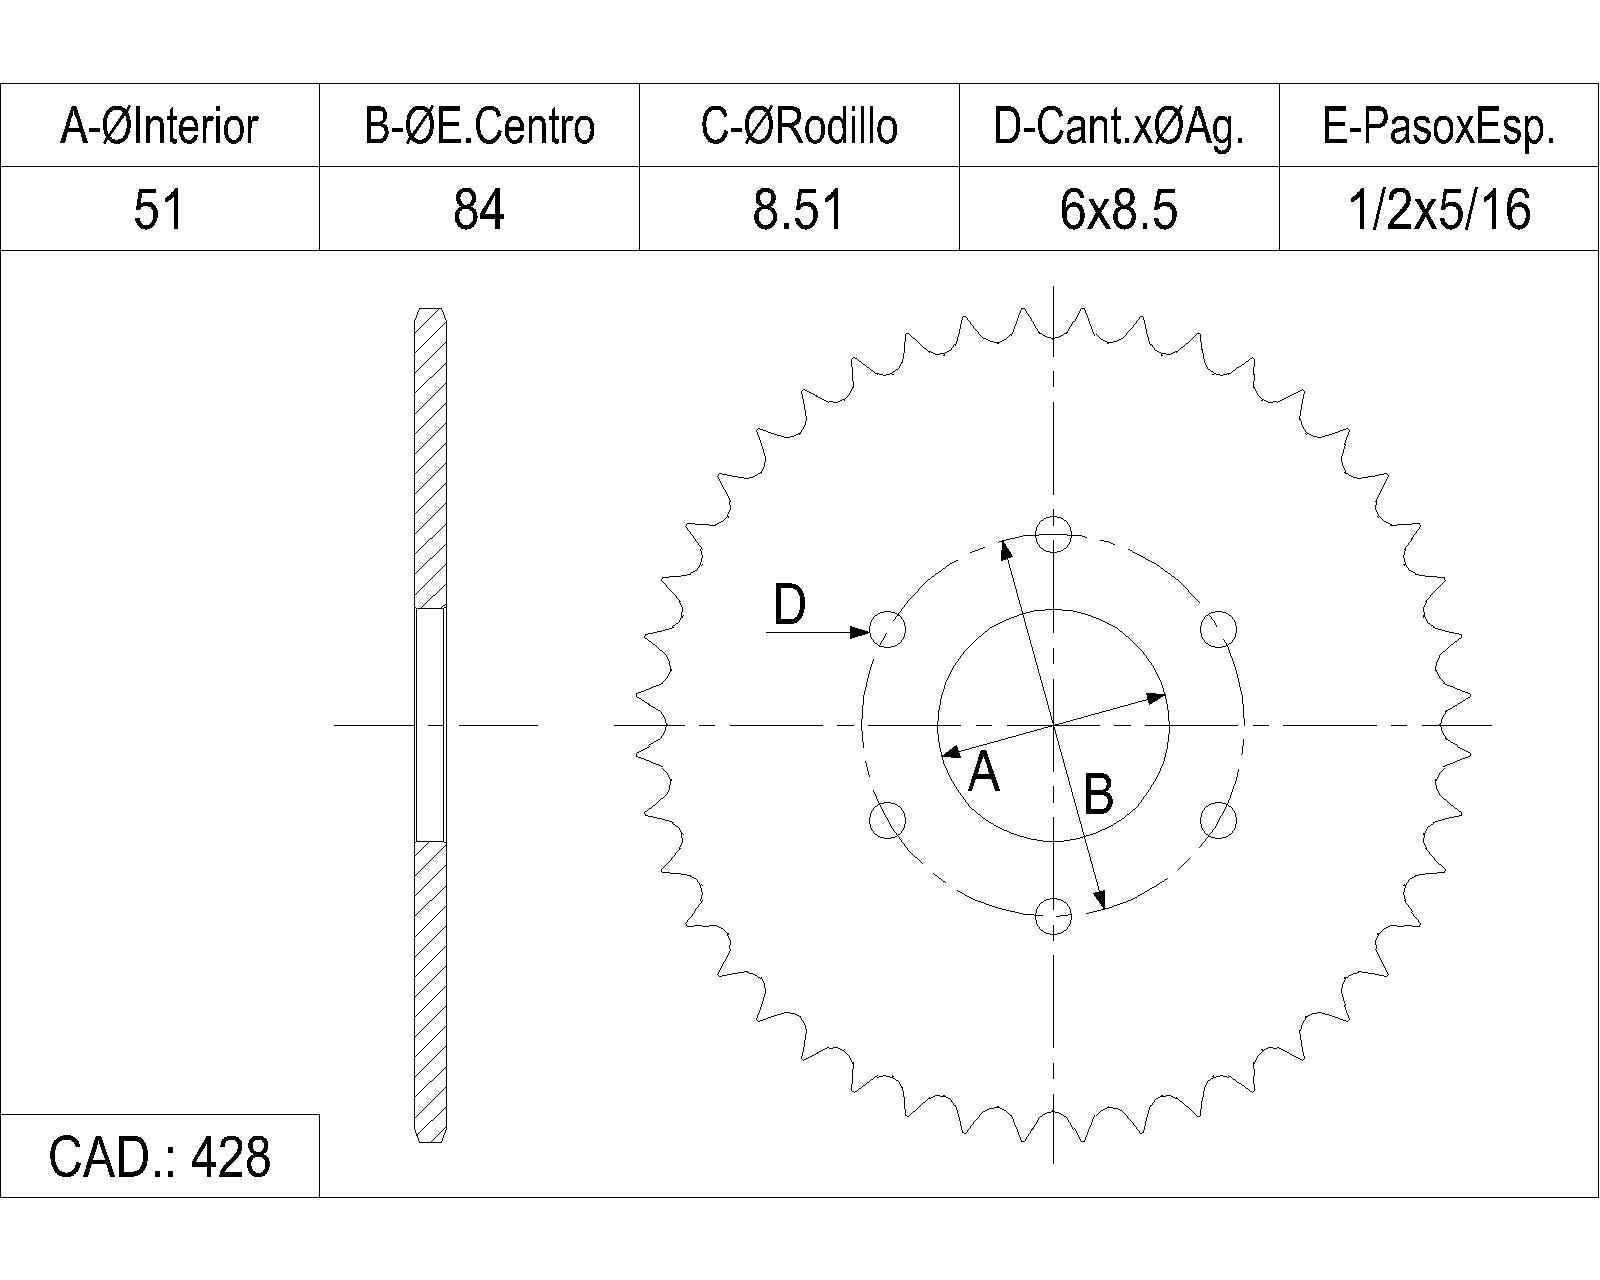 A-ØInterior B-ØE.Centro C-ØRodillo D-Cant.xØAg. E-PasoxEsp.
51 84 8.51 6x8.5 1/2x5/16
D
A
B
CAD.: 428